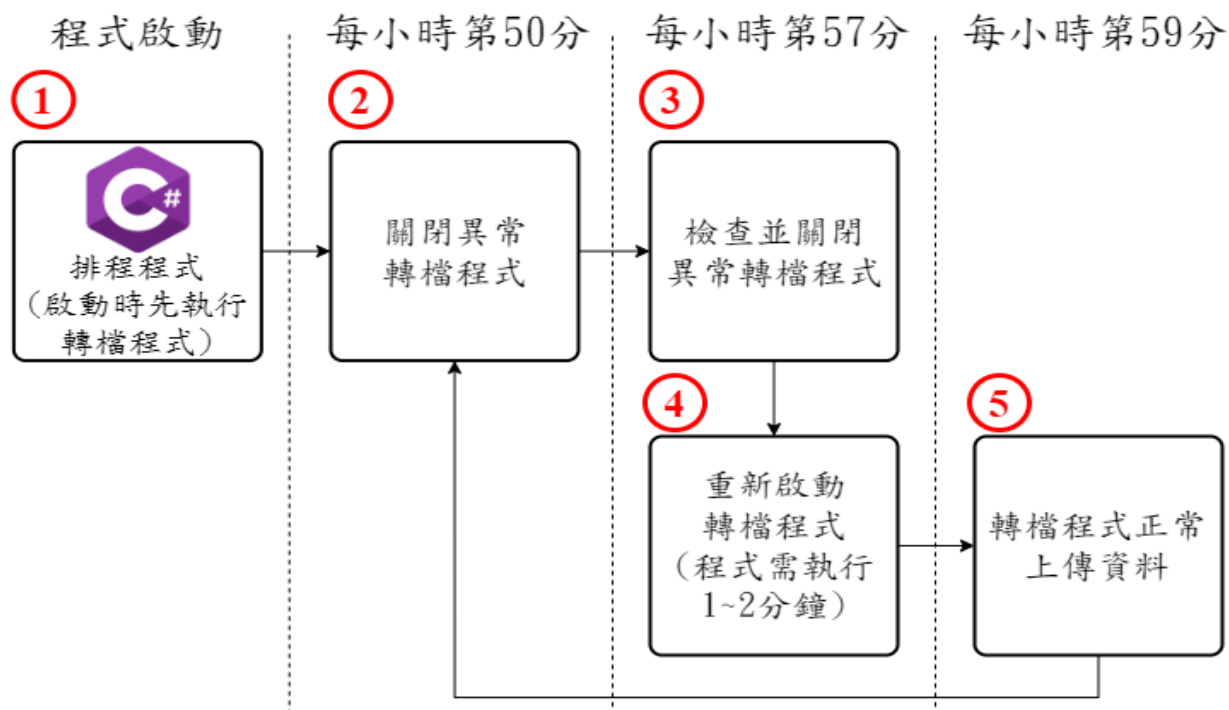 程式啟動
每小時第50分
每小時第57分
每小時第59分
1
2
3
C#
排程程式
(啟動時先執行
轉檔程式)
關閉異常
轉檔程式
檢查並關閉
異常轉檔程式
4
5
重新啟動
轉檔程式
(程式需執行
1~2分鐘)
轉檔程式正常
上傳資料